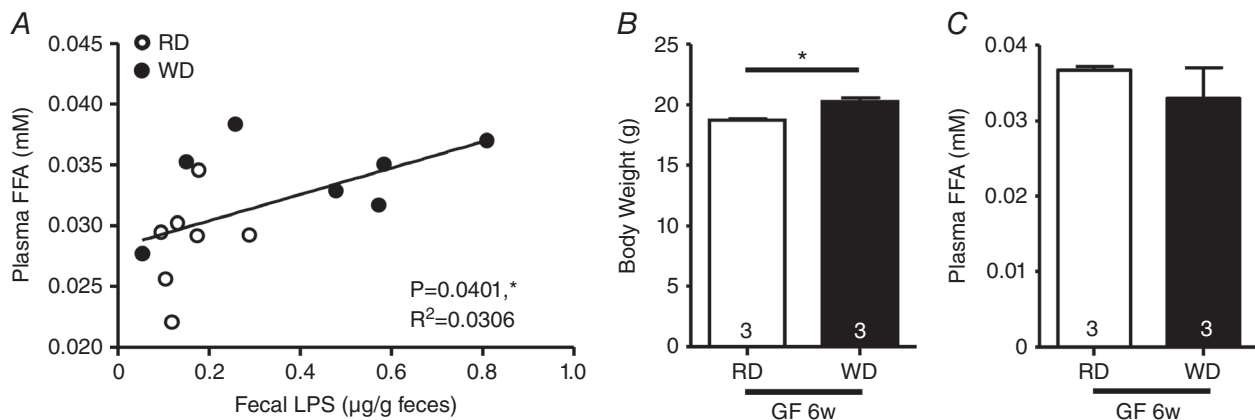 A
RD
WD
0.045
0.040
0.035
0.030
0.025
0.020
Plasma FFA (mM)
P=0.0401,*
R²=0.0306
0
0.2
0.4
0.6
0.8
1.0
Fecal LPS (µg/g feces)
B
25
20
15
10
5
0
Body Weight (g)
*
3
3
RD
WD
GF 6w
C
0.04
0.03
0.02
0.01
0
Plasma FFA (mM)
3
3
RD
WD
GF 6w